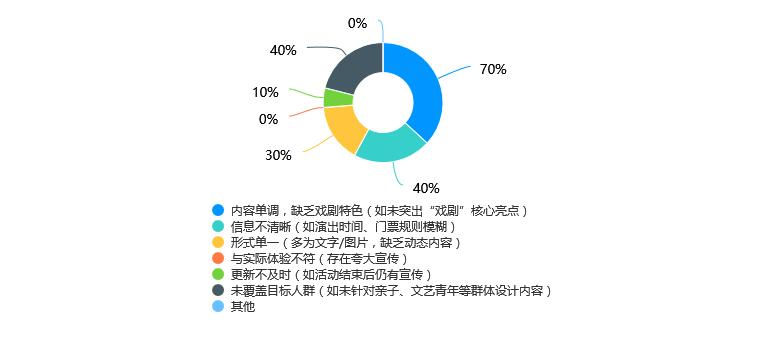 0%
40%
70%
10%
0%
30%
40%
内容单调，缺乏戏剧特色（如未突出“戏剧”核心亮点）
信息不清晰（如演出时间、门票规则模糊）
形式单一（多为文字/图片，缺乏动态内容）
与实际体验不符（存在夸大宣传）
更新不及时（如活动结束后仍有宣传）
未覆盖目标人群（如未针对亲子、文艺青年等群体设计内容）
其他